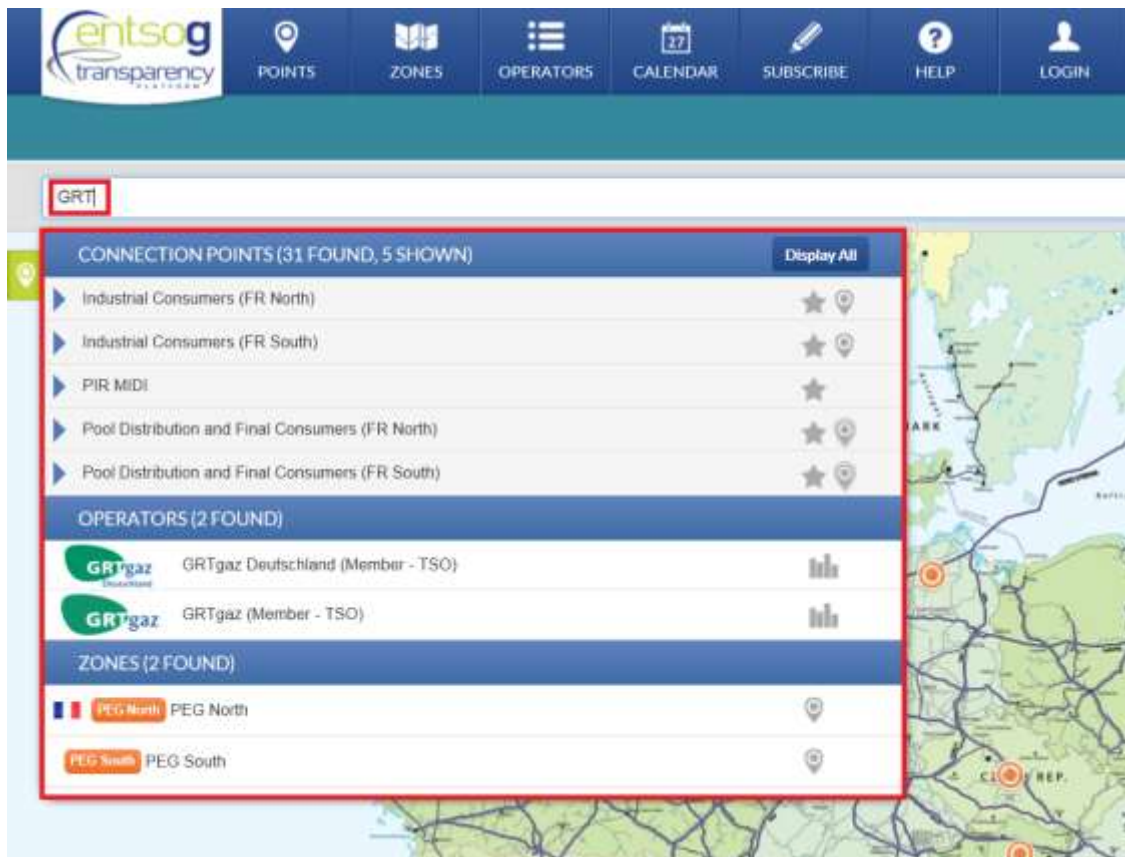 entsog
transparency
PLATFORM
POINTS
ZONES
OPERATORS
27
CALENDAR
SUBSCRIBE
?
HELP
LOGIN
GRT
CONNECTION POINTS (31 FOUND, 5 SHOWN)
Display All
Industrial Consumers (FR North)
Industrial Consumers (FR South)
PIR MIDI
Pool Distribution and Final Consumers (FR North)
Pool Distribution and Final Consumers (FR South)
OPERATORS (2 FOUND)
GRTgaz
Deutschland
GRTgaz Deutschland (Member - TSO)
GRTgaz
GRTgaz (Member - TSO)
ZONES (2 FOUND)
PEG North PEG North
PEG South PEG South
ARK
REP.